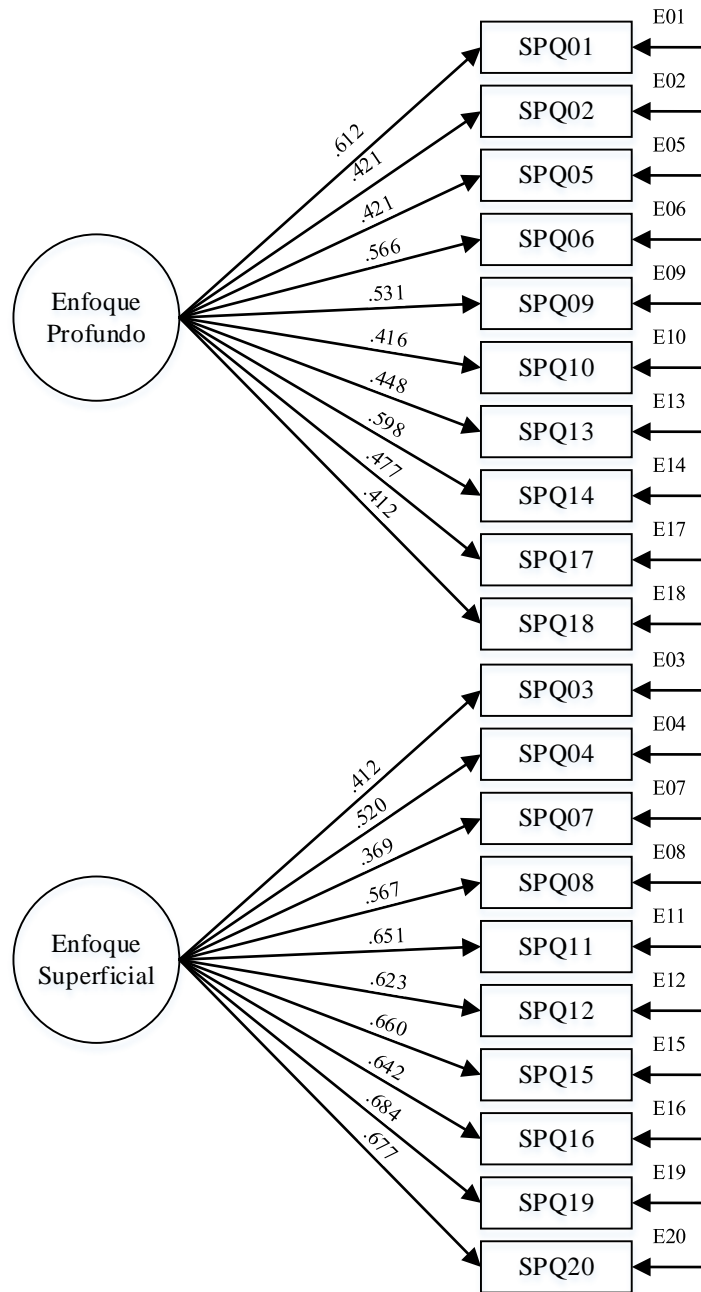 E01
SPQ01
E02
SPQ02
E05
SPQ05
E06
SPQ06
E09
SPQ09
E10
SPQ10
E13
SPQ13
E14
SPQ14
E17
SPQ17
E18
SPQ18
.612
.421
.421
.566
.531
.416
.448
.598
.477
.412
Enfoque
Profundo
E03
SPQ03
E04
SPQ04
E07
SPQ07
E08
SPQ08
E11
SPQ11
E12
SPQ12
E15
SPQ15
E16
SPQ16
E19
SPQ19
E20
SPQ20
.412
.520
.369
.567
.651
.623
.660
.642
.684
.677
Enfoque
Superficial